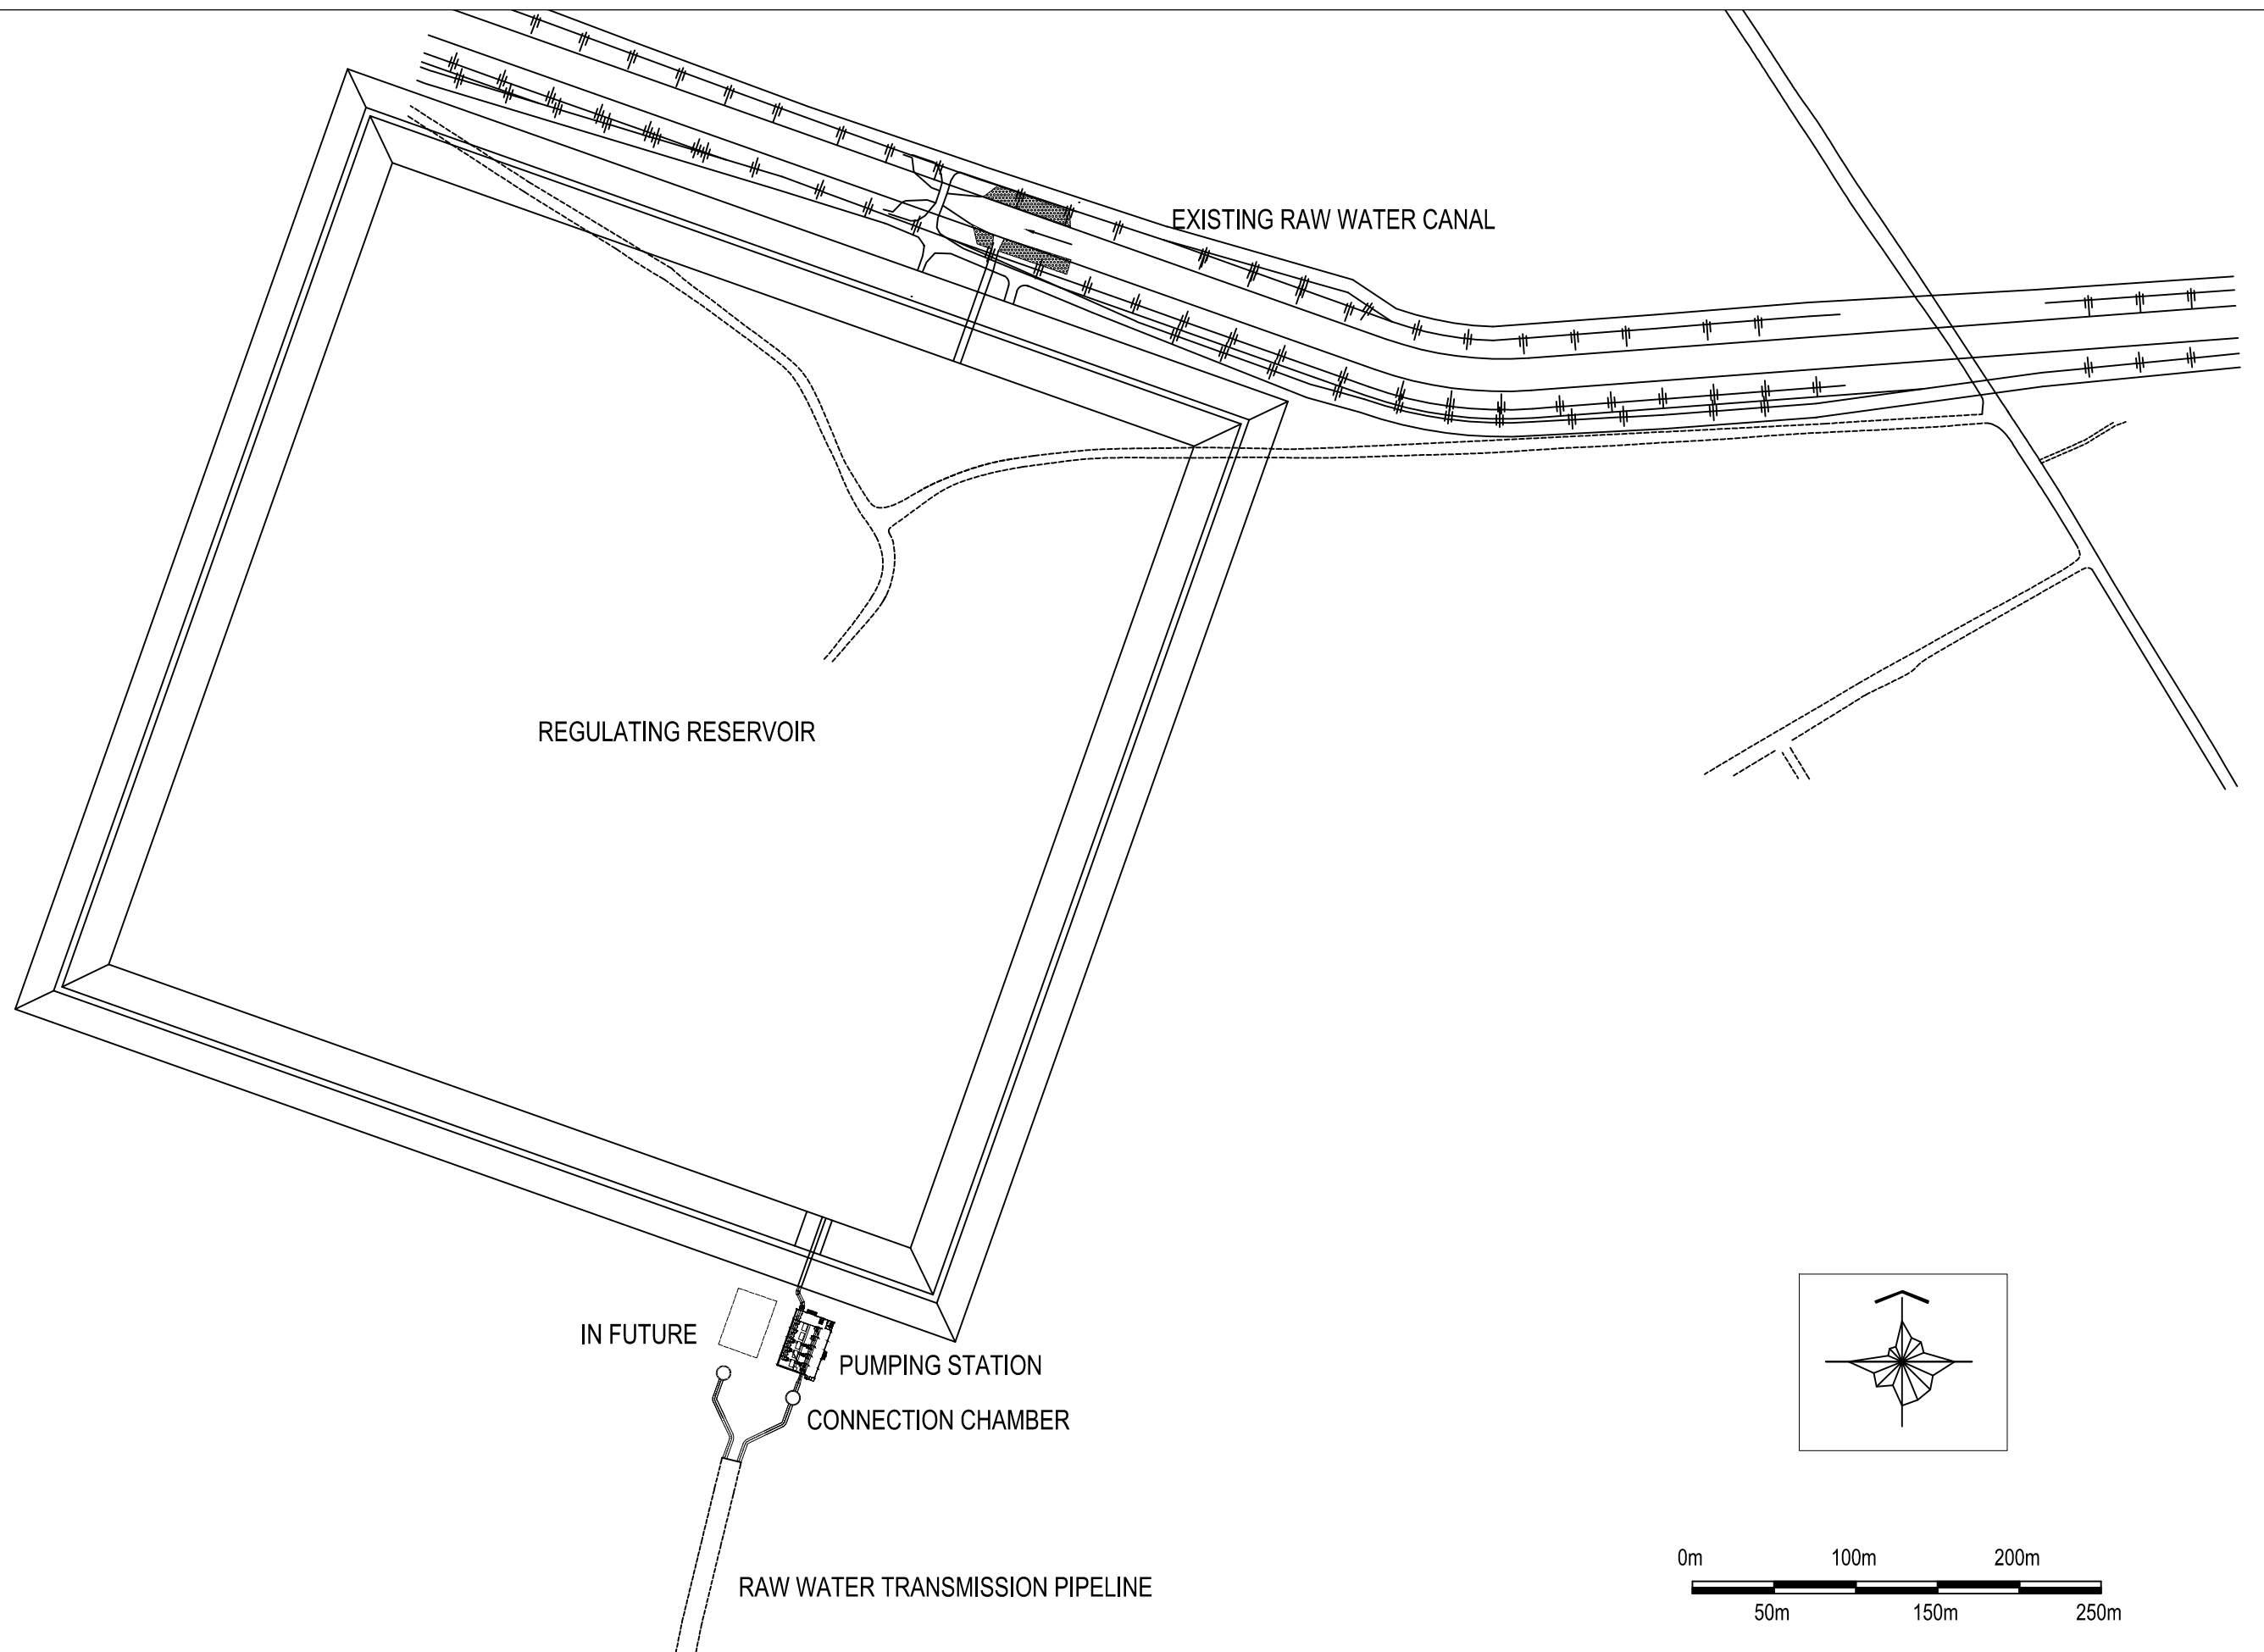 EXISTING RAW WATER CANAL
REGULATING RESERVOIR
IN FUTURE
PUMPING STATION
CONNECTION CHAMBER
RAW WATER TRANSMISSION PIPELINE
0m 100m 200m
50m 150m 250m